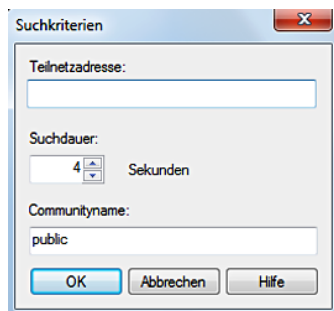 Suchkriterien
Teilnetzadresse:
Suchdauer:
4 Sekunden
Communityname:
public
OK Abbrechen Hilfe